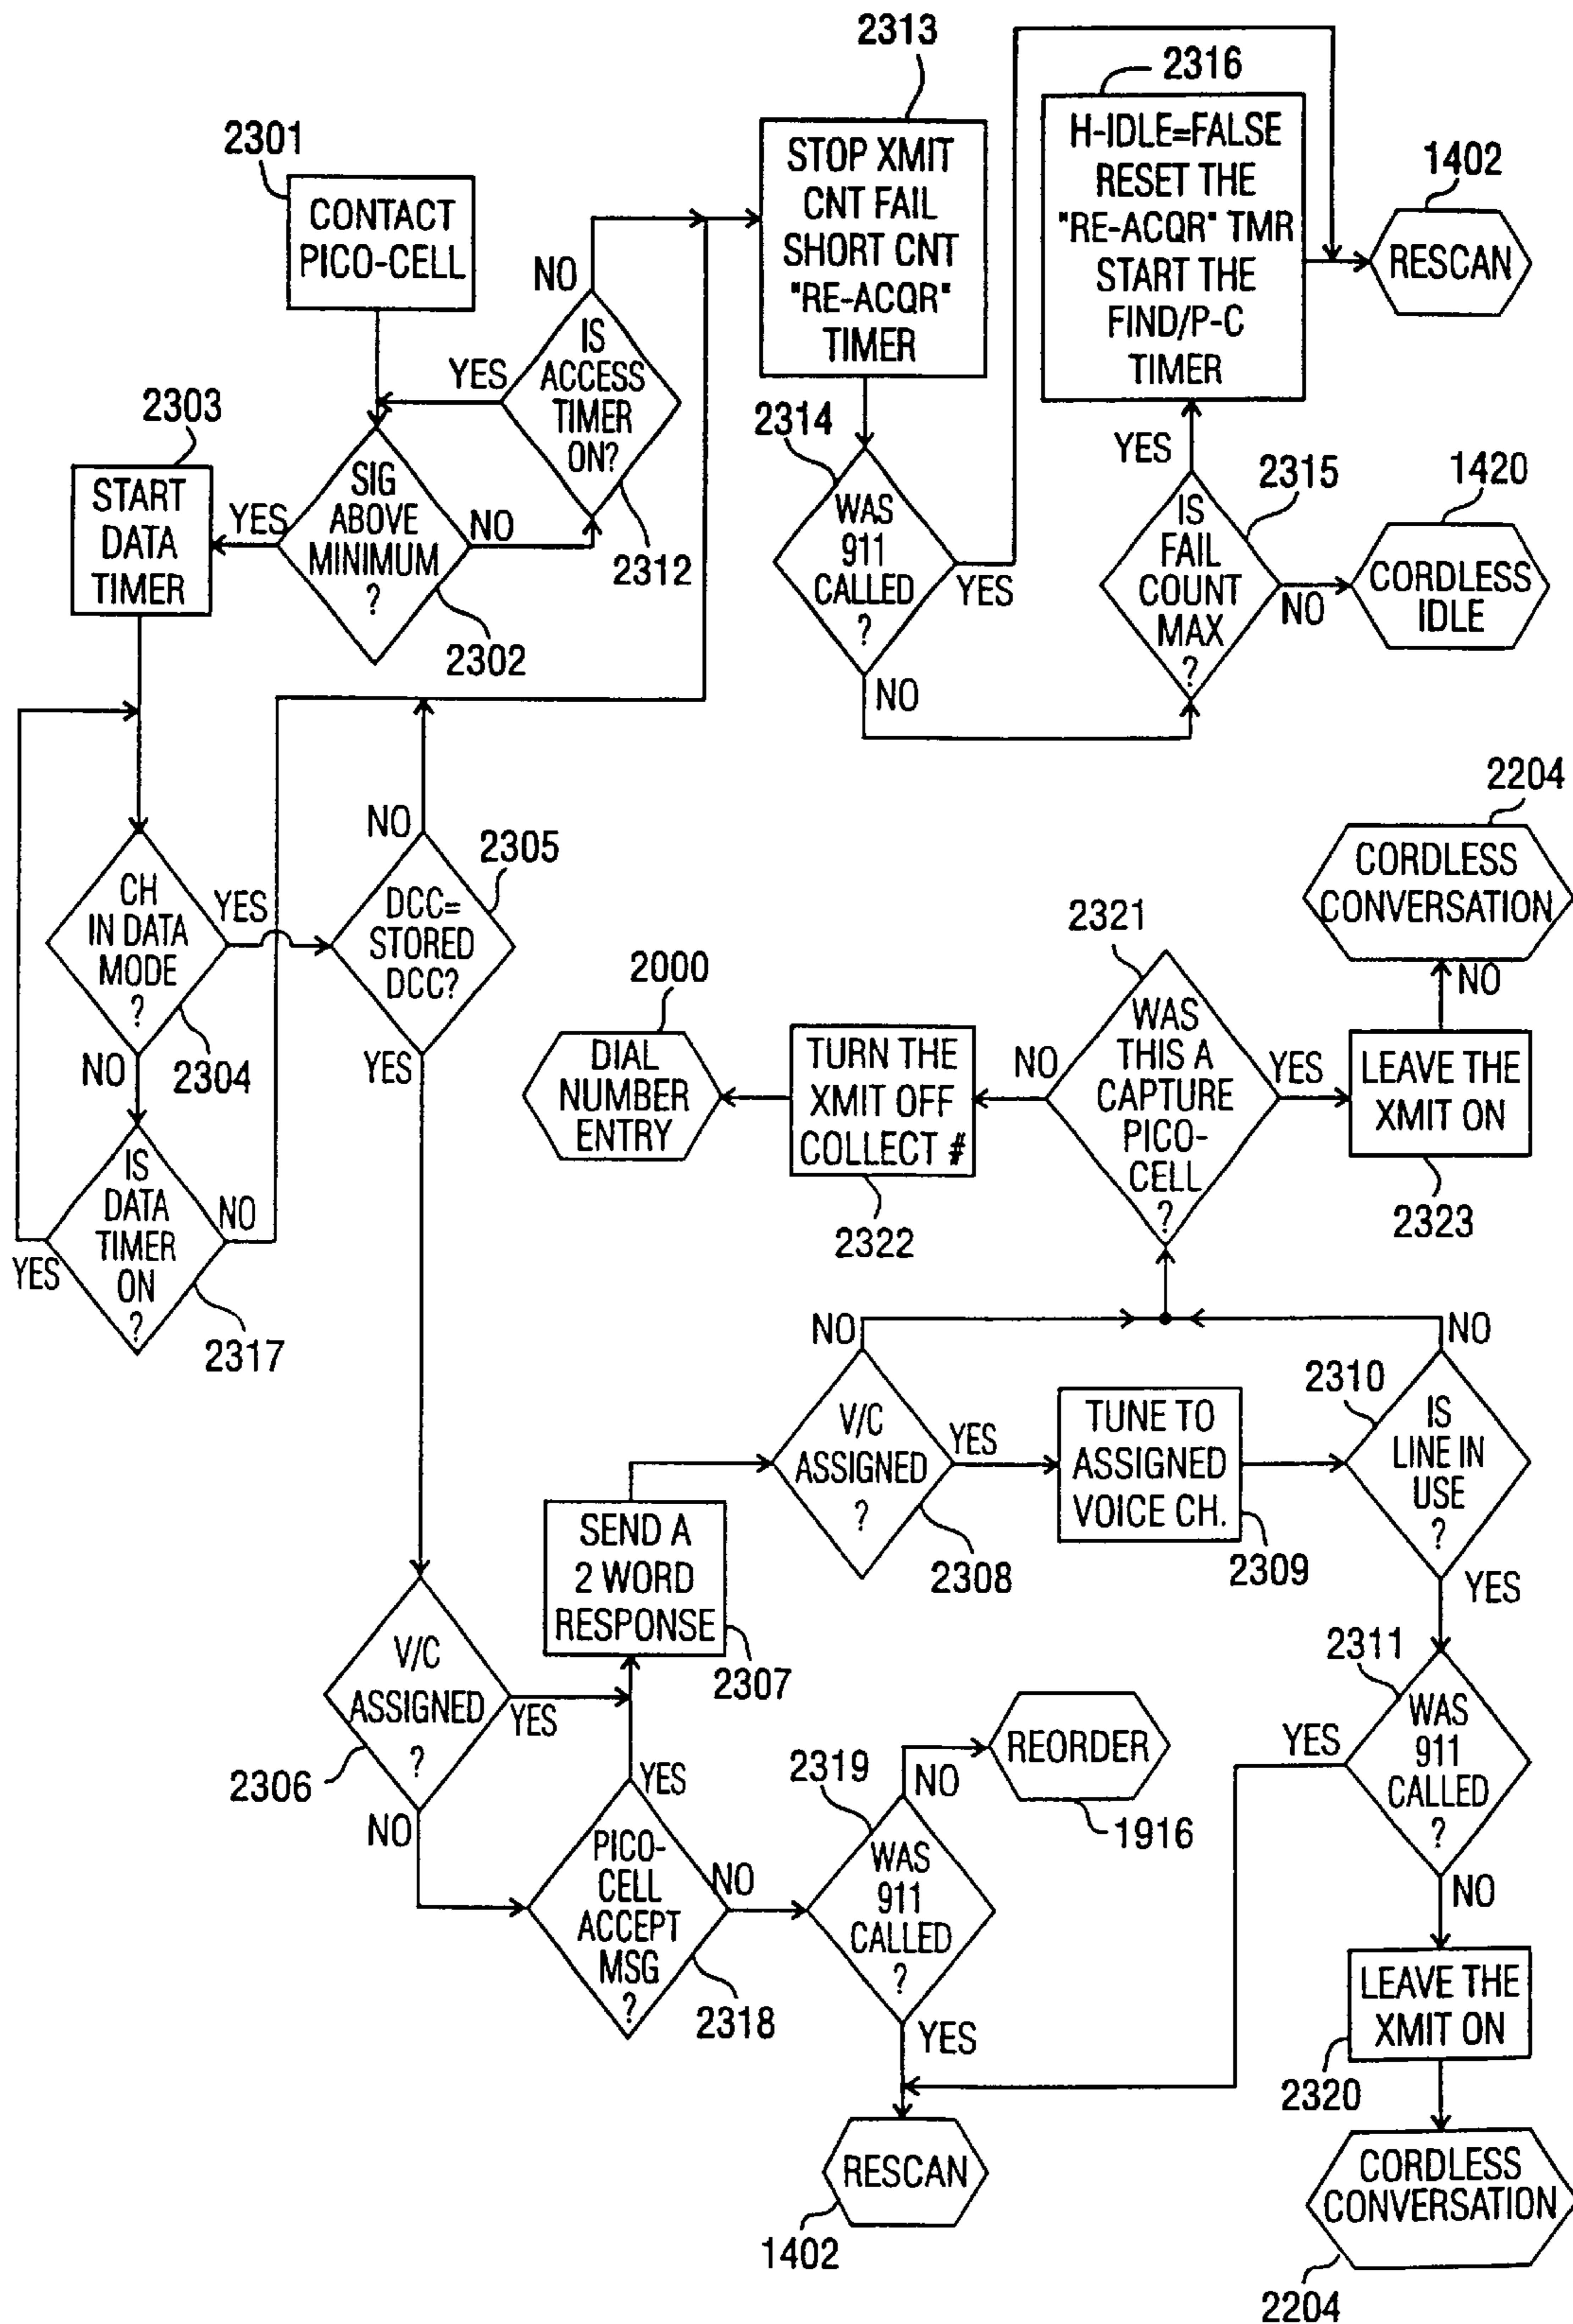 2301
CONTACT
PICO-CELL
2303
START
DATA
TIMER
YES
SIG
ABOVE
MINIMUM
?
2302
NO
IS
ACCESS
TIMER
ON?
2312
YES
NO
2313
STOP XMIT
CNT FAIL
SHORT CNT
"RE-ACQR"
TIMER
2314
WAS
911
CALLED
?
YES
NO
2316
H-IDLE=FALSE
RESET THE
"RE-ACQR" TMR
START THE
FIND/P-C
TIMER
1402
RESCAN
YES
2315
IS
FAIL
COUNT
MAX
?
NO
1420
CORDLESS
IDLE
CH
IN DATA
MODE
?
2304
YES
NO
IS
DATA
TIMER
ON
?
2317
YES
NO
NO
2305
DCC=
STORED
DCC?
YES
2000
DIAL
NUMBER
ENTRY
TURN THE
XMIT OFF
COLLECT #
2322
NO
2321
WAS
THIS A
CAPTURE
PICO-
CELL
?
YES
LEAVE THE
XMIT ON
2323
NO
2204
CORDLESS
CONVERSATION
NO
V/C
ASSIGNED
?
2308
YES
TUNE TO
ASSIGNED
VOICE CH.
2309
NO
2310
IS
LINE IN
USE
?
YES
SEND A
2 WORD
RESPONSE
2307
V/C
ASSIGNED
?
2306
YES
NO
YES
PICO-
CELL
ACCEPT
MSG
?
2318
NO
2319
WAS
911
CALLED
?
NO
REORDER
1916
YES
RESCAN
1402
2311
WAS
911
CALLED
?
YES
NO
LEAVE THE
XMIT ON
2320
CORDLESS
CONVERSATION
2204